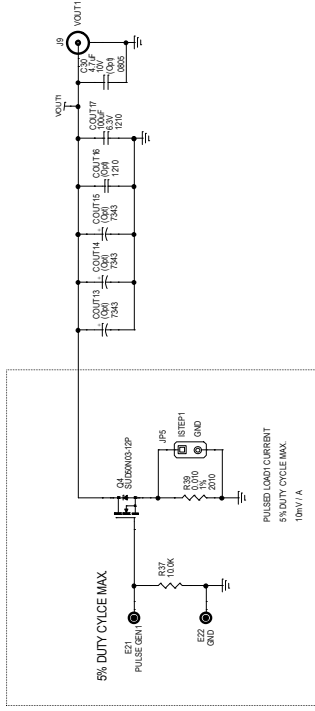 J9
VOUT1
C30
4.7uF
10V
(Opt)
0805
VOUT1
COUT17
100uF
6.3V
1210
COUT16
(Opt)
1210
COUT15
(Opt)
7343
COUT14
(Opt)
7343
COUT13
(Opt)
7343
5% DUTY CYLCE MAX.
Q4
SUD50N03-12P
JP5
ISTEP1
GND
R39
0.010
1%
2010
R37
10.0K
E21
PULSE GEN1
E22
GND
PULSED LOAD1 CURRENT
5% DUTY CYCLE MAX.
10mV / A